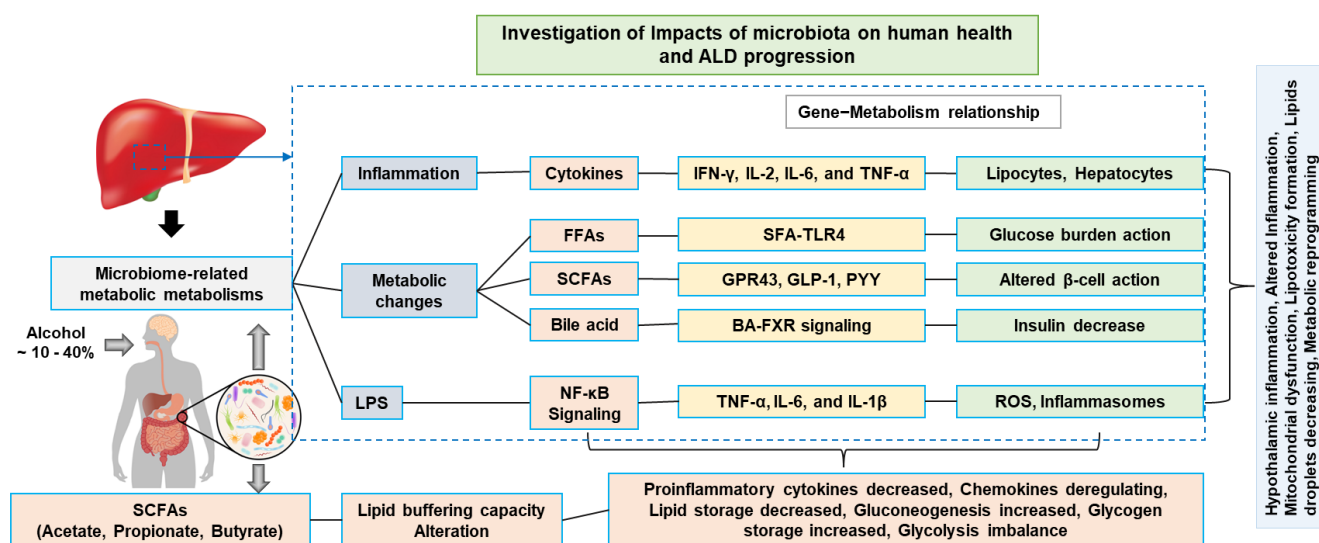 Investigation of Impacts of microbiota on human health
and ALD progression
Gene−Metabolism relationship
Inflammation
Cytokines
IFN-γ, IL-2, IL-6, and TNF-α
Lipocytes, Hepatocytes
FFAs
SFA-TLR4
Glucose burden action
Microbiome-related
metabolic metabolisms
Metabolic
changes
SCFAs
GPR43, GLP-1, PYY
Altered β-cell action
Bile acid
BA-FXR signaling
Insulin decrease
Alcohol
~ 10 - 40%
LPS
NF-κB
Signaling
TNF-α, IL-6, and IL-1β
ROS, Inflammasomes
SCFAs
(Acetate, Propionate, Butyrate)
Lipid buffering capacity
Alteration
Proinflammatory cytokines decreased, Chemokines deregulating,
Lipid storage decreased, Gluconeogenesis increased, Glycogen
storage increased, Glycolysis imbalance
Hypothalamic inflammation, Altered Inflammation,
Mitochondrial dysfunction, Lipotoxicity formation, Lipids
droplets decreasing, Metabolic reprogramming